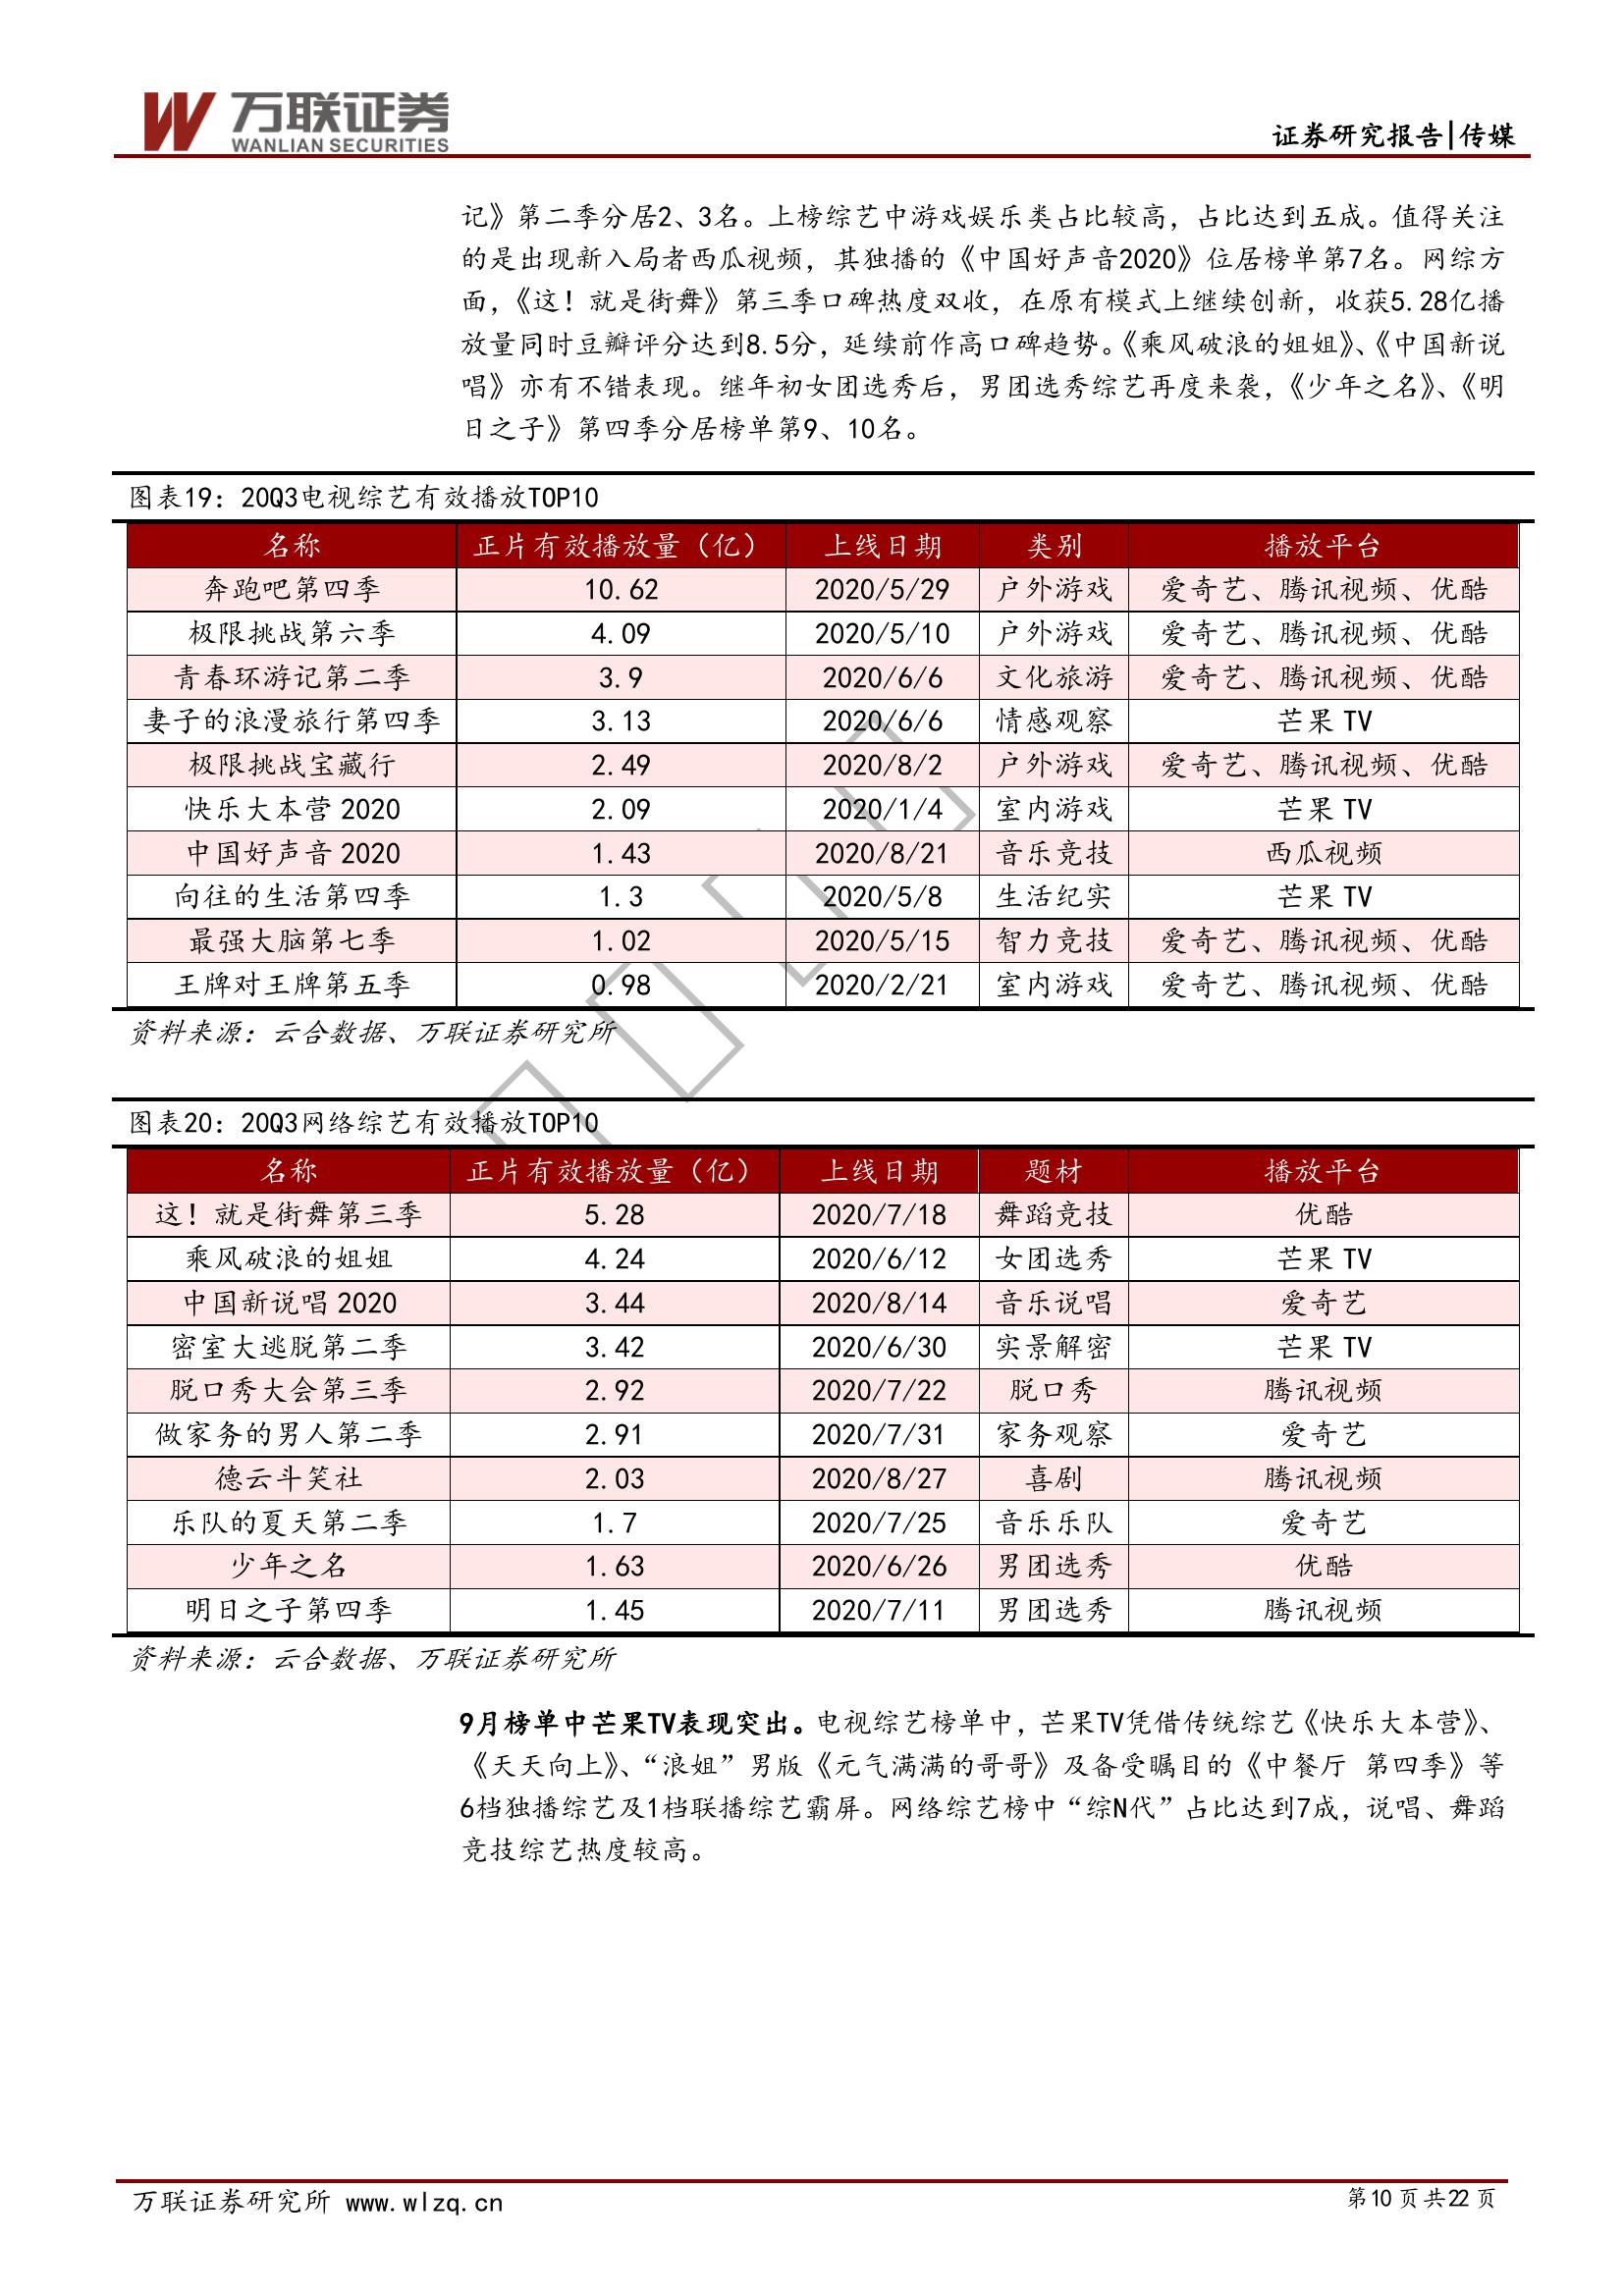 万联证券
WANLIAN SECURITIES
证券研究报告|传媒
记》第二季分居2、3名。上榜综艺中游戏娱乐类占比较高，占比达到五成。值得关注
的是出现新入局者西瓜视频，其独播的《中国好声音2020》位居榜单第7名。网综方
面，《这！就是街舞》第三季口碑热度双收，在原有模式上继续创新，收获5.28亿播
放量同时豆瓣评分达到8.5分，延续前作高口碑趋势。《乘风破浪的姐姐》、《中国新说
唱》亦有不错表现。继年初女团选秀后，男团选秀综艺再度来袭，《少年之名》、《明
日之子》第四季分居榜单第9、10名。
图表19：20Q3电视综艺有效播放TOP10
名称 正片有效播放量（亿） 上线日期 类别 播放平台
奔跑吧第四季 10.62 2020/5/29 户外游戏 爱奇艺、腾讯视频、优酷
极限挑战第六季 4.09 2020/5/10 户外游戏 爱奇艺、腾讯视频、优酷
青春环游记第二季 3.9 2020/6/6 文化旅游 爱奇艺、腾讯视频、优酷
妻子的浪漫旅行第四季 3.13 2020/6/6 情感观察 芒果 TV
极限挑战宝藏行 2.49 2020/8/2 户外游戏 爱奇艺、腾讯视频、优酷
快乐大本营 2020 2.09 2020/1/4 室内游戏 芒果 TV
中国好声音 2020 1.43 2020/8/21 音乐竞技 西瓜视频
向往的生活第四季 1.3 2020/5/8 生活纪实 芒果 TV
最强大脑第七季 1.02 2020/5/15 智力竞技 爱奇艺、腾讯视频、优酷
王牌对王牌第五季 0.98 2020/2/21 室内游戏 爱奇艺、腾讯视频、优酷
资料来源：云合数据、万联证券研究所
图表20：20Q3网络综艺有效播放TOP10
名称 正片有效播放量（亿） 上线日期 题材 播放平台
这！就是街舞第三季 5.28 2020/7/18 舞蹈竞技 优酷
乘风破浪的姐姐 4.24 2020/6/12 女团选秀 芒果 TV
中国新说唱 2020 3.44 2020/8/14 音乐说唱 爱奇艺
密室大逃脱第二季 3.42 2020/6/30 实景解密 芒果 TV
脱口秀大会第三季 2.92 2020/7/22 脱口秀 腾讯视频
做家务的男人第二季 2.91 2020/7/31 家务观察 爱奇艺
德云斗笑社 2.03 2020/8/27 喜剧 腾讯视频
乐队的夏天第二季 1.7 2020/7/25 音乐乐队 爱奇艺
少年之名 1.63 2020/6/26 男团选秀 优酷
明日之子第四季 1.45 2020/7/11 男团选秀 腾讯视频
资料来源：云合数据、万联证券研究所
9月榜单中芒果TV表现突出。电视综艺榜单中，芒果TV凭借传统综艺《快乐大本营》、
《天天向上》、“浪姐”男版《元气满满的哥哥》及备受瞩目的《中餐厅 第四季》等
6档独播综艺及1档联播综艺霸屏。网络综艺榜中“综N代”占比达到7成，说唱、舞蹈
竞技综艺热度较高。
万联证券研究所 www.wlzq.cn
第10 页 共22 页